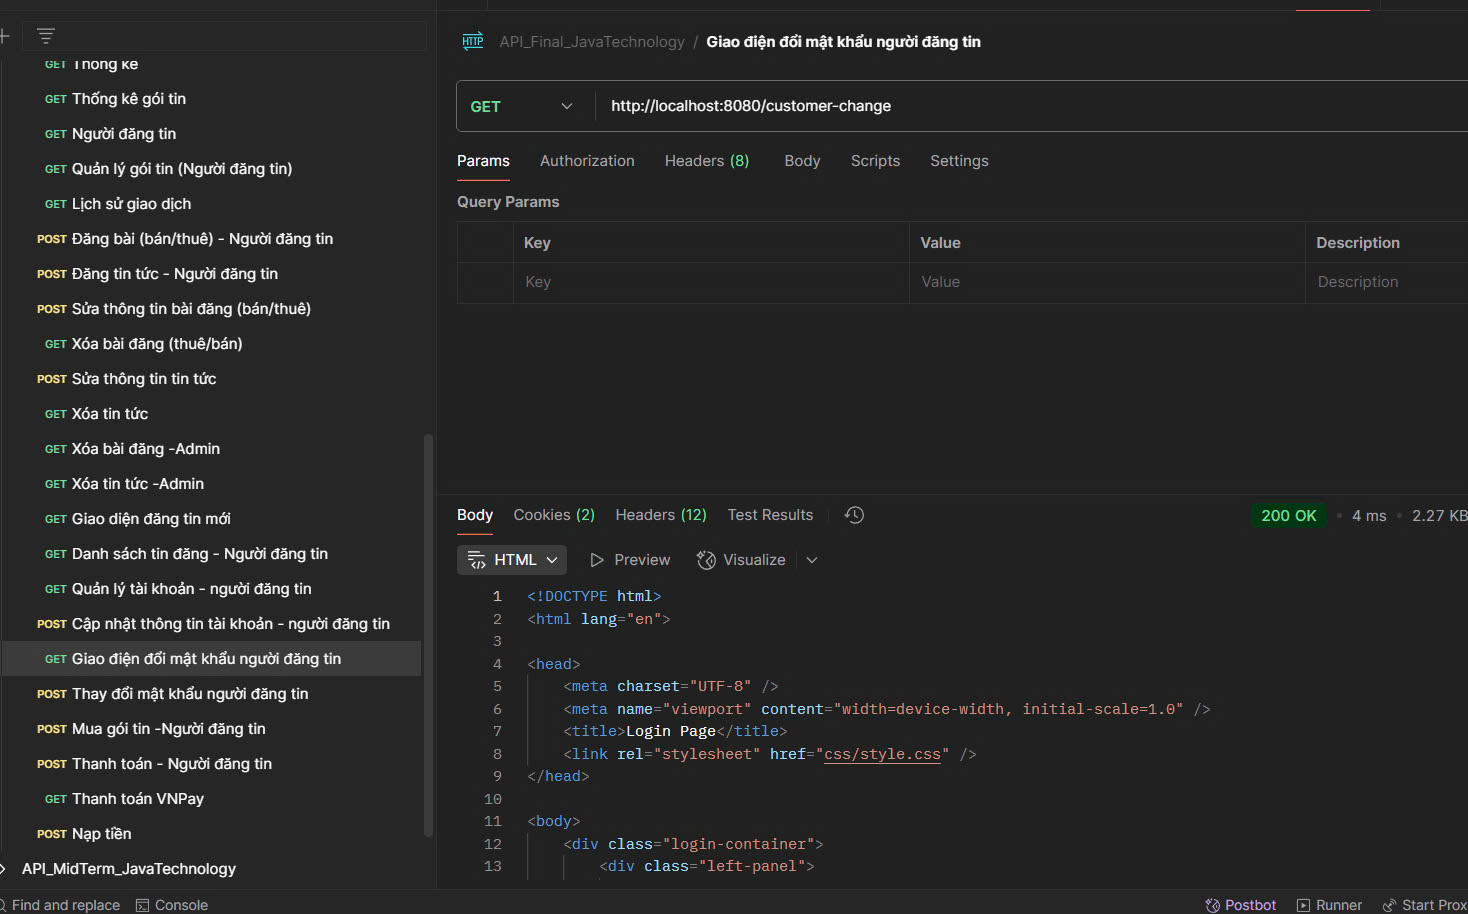 GET Thống kê
GET Thống kê gói tin
GET Người đăng tin
GET Quản lý gói tin (Người đăng tin)
GET Lịch sử giao dịch
POST Đăng bài (bán/thuê) - Người đăng tin
POST Đăng tin tức - Người đăng tin
POST Sửa thông tin bài đăng (bán/thuê)
GET Xóa bài đăng (thuê/bán)
POST Sửa thông tin tin tức
GET Xóa tin tức
GET Xóa bài đăng -Admin
GET Xóa tin tức -Admin
GET Giao diện đăng tin mới
GET Danh sách tin đăng - Người đăng tin
GET Quản lý tài khoản - người đăng tin
POST Cập nhật thông tin tài khoản - người đăng tin
GET Giao điện đổi mật khẩu người đăng tin
POST Thay đổi mật khẩu người đăng tin
POST Mua gói tin -Người đăng tin
POST Thanh toán - Người đăng tin
GET Thanh toán VNPay
POST Nạp tiền
API_MidTerm_JavaTechnology
HTTP API_Final_JavaTechnology / Giao điện đổi mật khẩu người đăng tin
GET http://localhost:8080/customer-change
Params Authorization Headers (8) Body Scripts Settings
Query Params
Key Value Description
Key Value Description
Body Cookies (2) Headers (12) Test Results 200 OK • 4 ms • 2.27 KB
HTML Preview Visualize
1 <!DOCTYPE html>
2 <html lang="en">
3
4 <head>
5 <meta charset="UTF-8" />
6 <meta name="viewport" content="width=device-width, initial-scale=1.0" />
7 <title>Login Page</title>
8 <link rel="stylesheet" href="css/style.css" />
9 </head>
10
11 <body>
12 <div class="login-container">
13 <div class="left-panel">
Find and replace Console Postbot Runner Start Prox